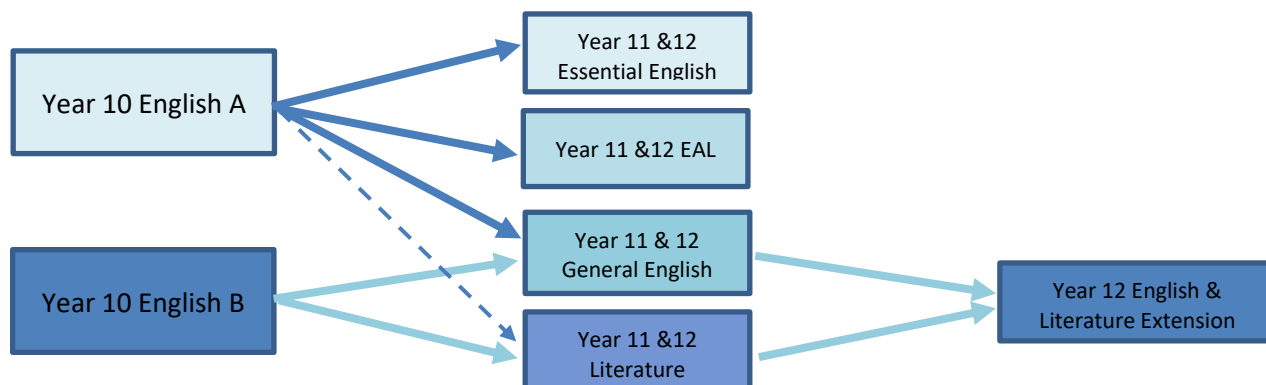 Year 10 English A
Year 11 &12
Essential English
Year 11 &12 EAL
Year 10 English B
Year 11 & 12
General English
Year 11 &12
Literature
Year 12 English &
Literature Extension